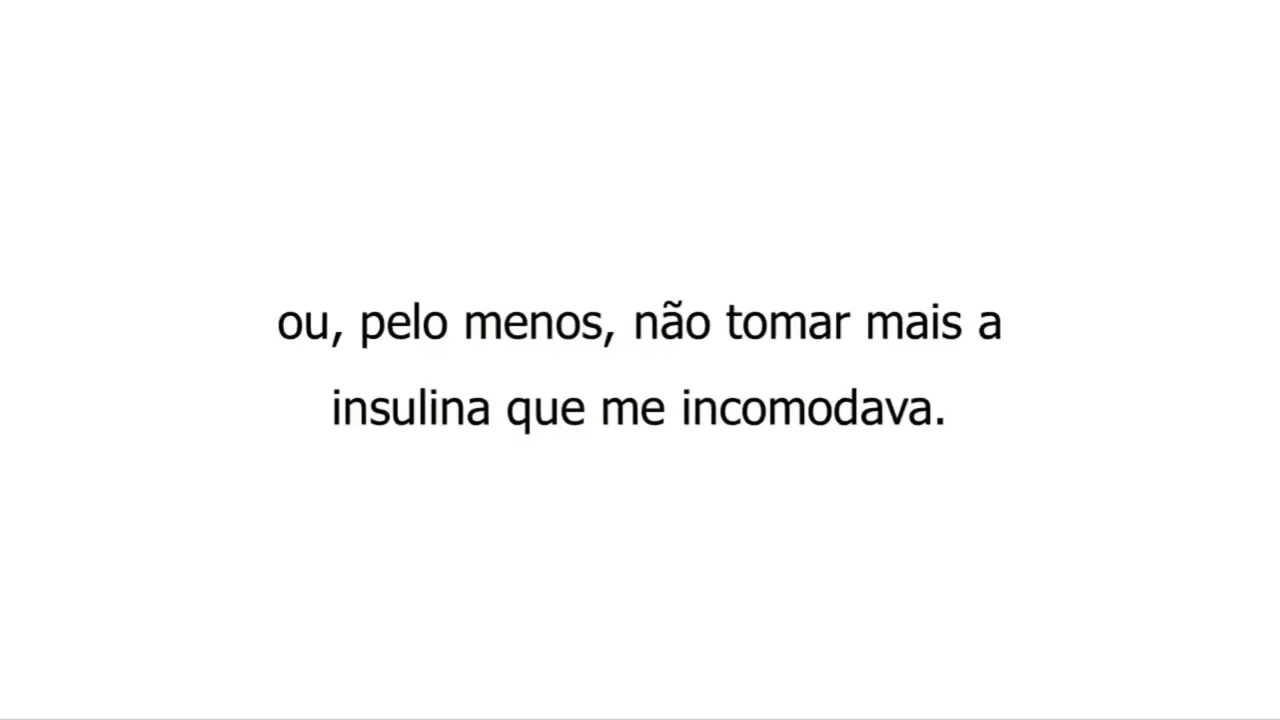 ou, pelo menos, não tomar mais a
insulina que me incomodava.